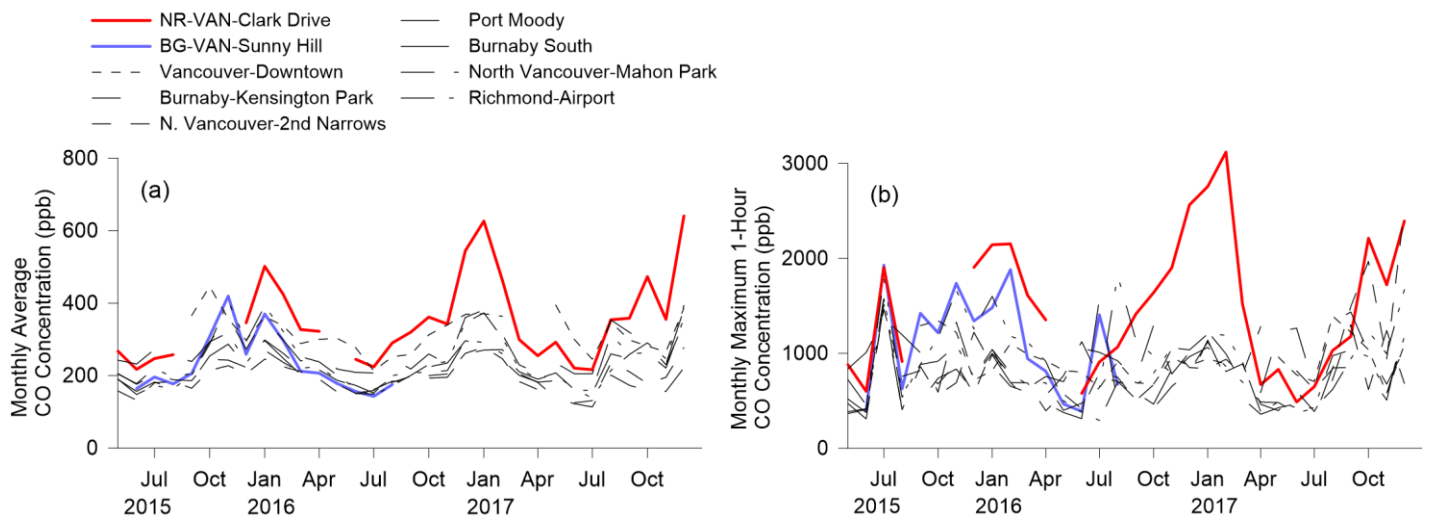 NR-VAN-Clark Drive
BG-VAN-Sunny Hill
Vancouver-Downtown
Burnaby-Kensington Park
N. Vancouver-2nd Narrows
Port Moody
Burnaby South
North Vancouver-Mahon Park
Richmond-Airport
(a)
Monthly Average
CO Concentration (ppb)
800
600
400
200
0
Jul Oct Jan Apr Jul Oct Jan Apr Jul Oct
2015 2016 2017
(b)
Monthly Maximum 1-Hour
CO Concentration (ppb)
3000
2000
1000
0
Jul Oct Jan Apr Jul Oct Jan Apr Jul Oct
2015 2016 2017